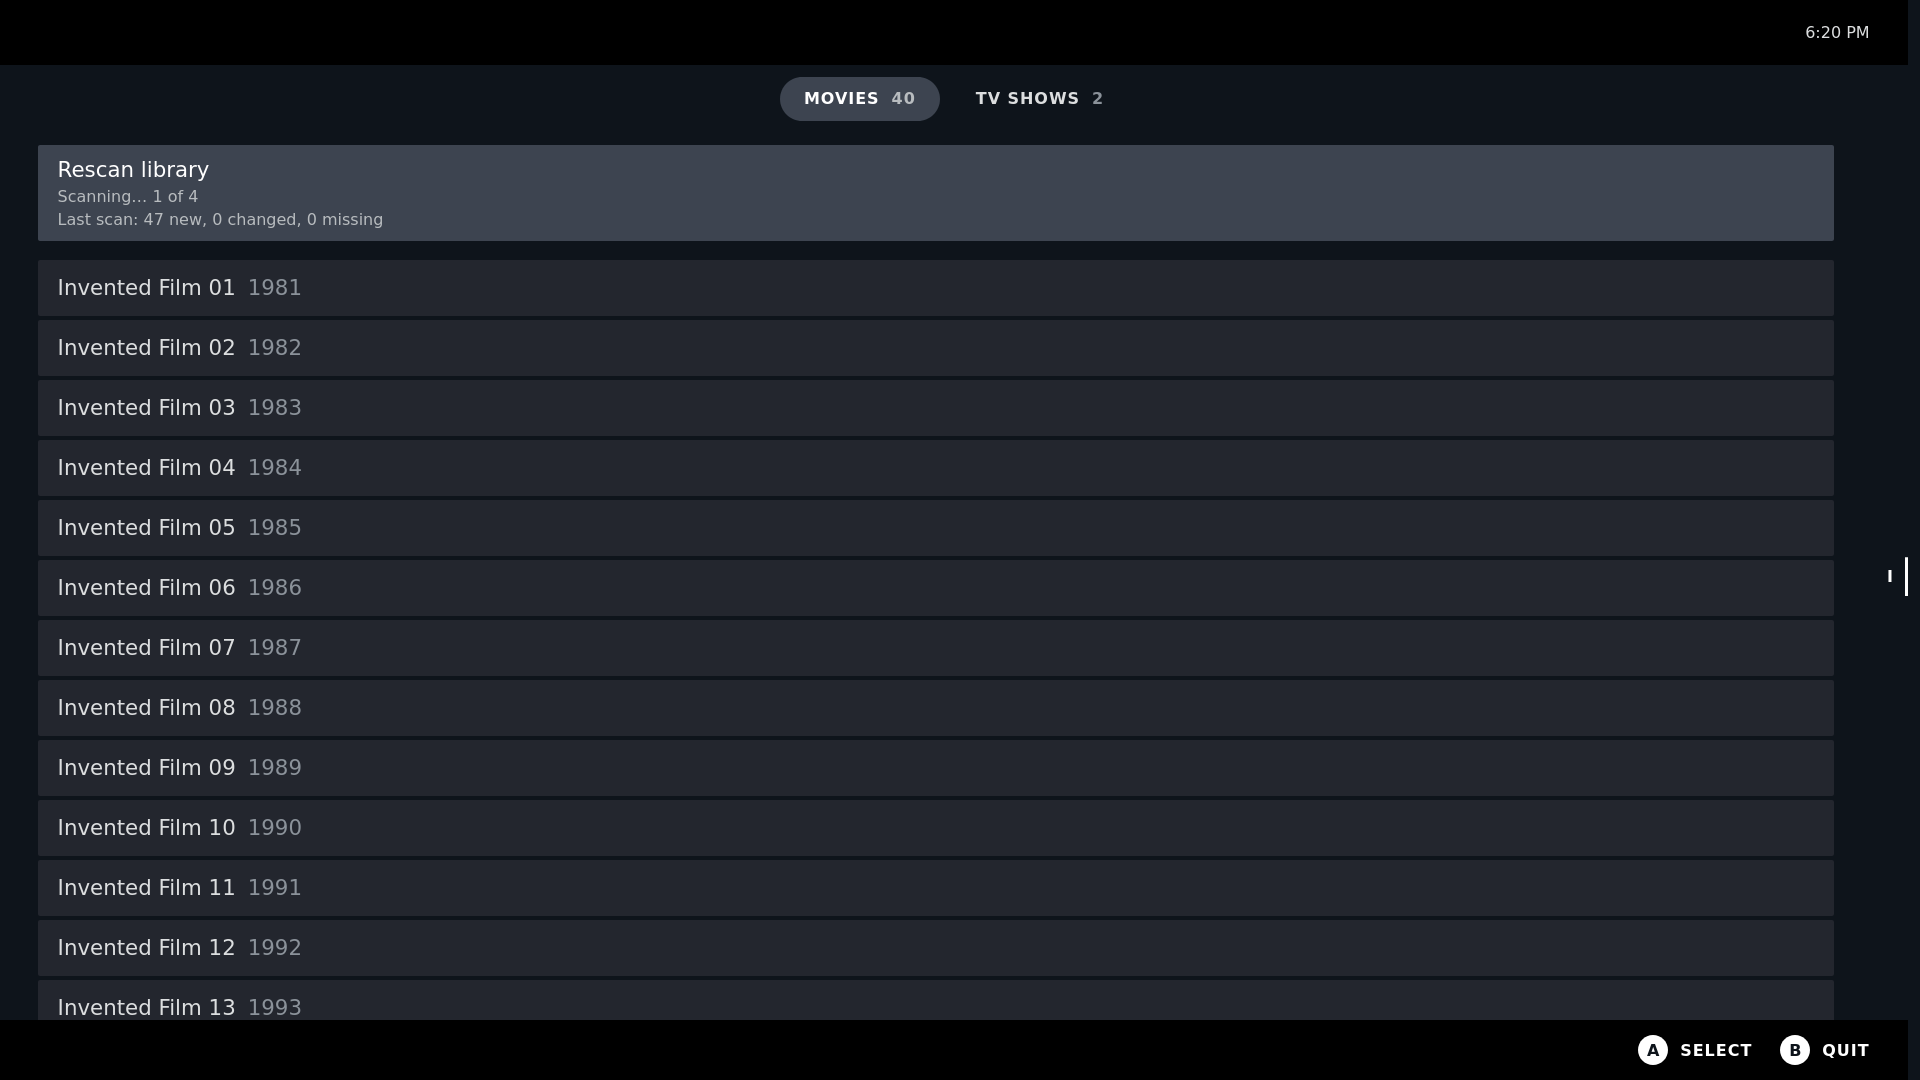 6:20 PM
MOVIES 40 TV SHOWS 2
Rescan library
Scanning... 1 of 4
Last scan: 47 new, 0 changed, 0 missing
Invented Film 01 1981
Invented Film 02 1982
Invented Film 03 1983
Invented Film 04 1984
Invented Film 05 1985
Invented Film 06 1986
I
Invented Film 07 1987
Invented Film 08 1988
Invented Film 09 1989
Invented Film 10 1990
Invented Film 11 1991
Invented Film 12 1992
Invented Film 13 1993
A SELECT B QUIT